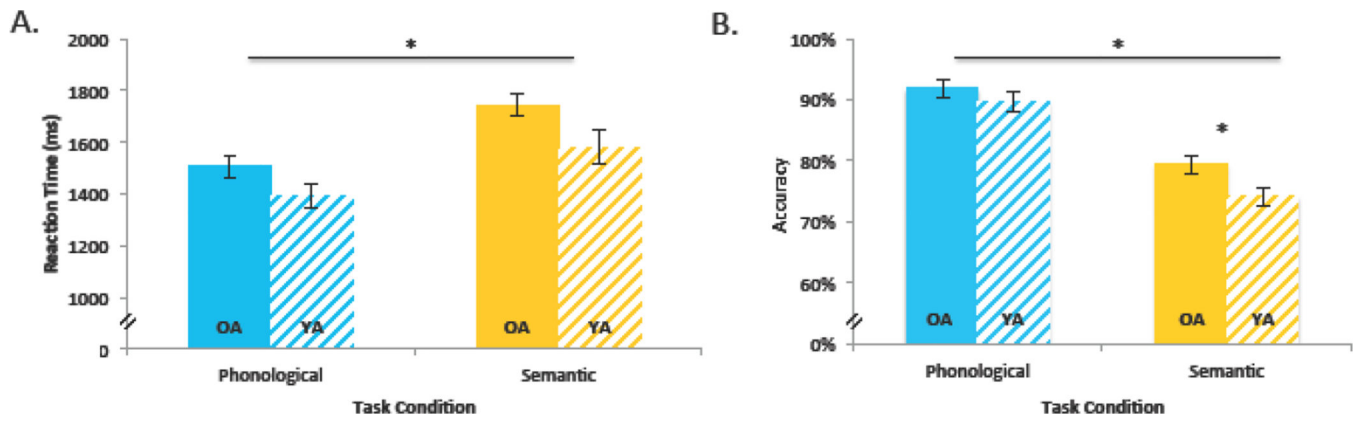 A.
*
Reaction Time (ms)
2000
1800
1600
1400
1200
1000
0
OA
YA
OA
YA
Phonological
Semantic
Task Condition
B.
*
*
Accuracy
100%
90%
80%
70%
60%
0%
OA
YA
OA
YA
Phonological
Semantic
Task Condition